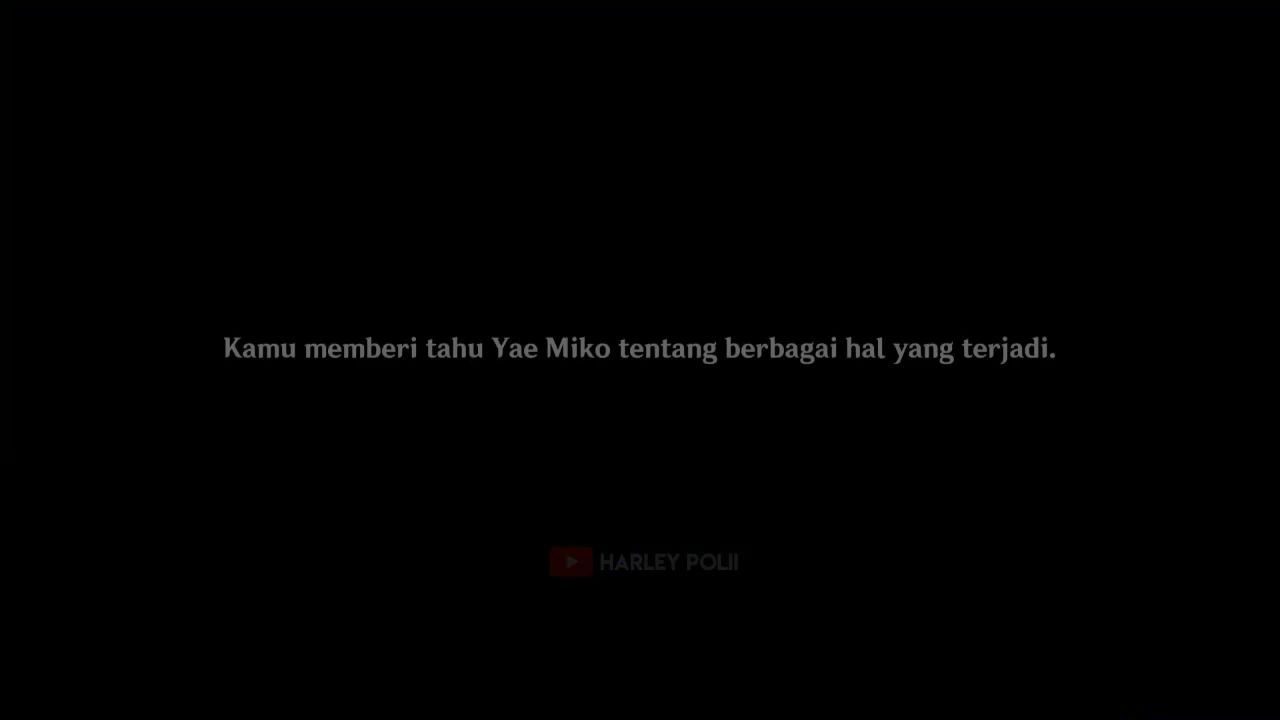 Kamu memberi tahu Yae Miko tentang berbagai hal yang terjadi.
HARLEY POLII